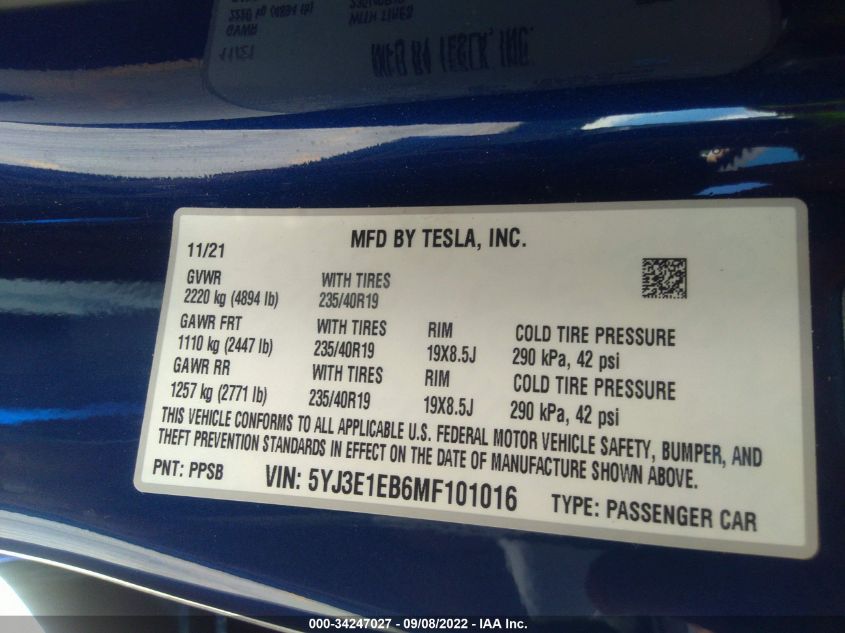 MFD BY TESLA, INC.
11/21
GVWR WITH TIRES
2220 kg (4894 lb) 235/40R19
GAWR FRT WITH TIRES RIM COLD TIRE PRESSURE
1110 kg (2447 lb) 235/40R19 19X8.5J 290 kPa, 42 psi
GAWR RR WITH TIRES RIM COLD TIRE PRESSURE
1257 kg (2771 lb) 235/40R19 19X8.5J 290 kPa, 42 psi
THIS VEHICLE CONFORMS TO ALL APPLICABLE U.S. FEDERAL MOTOR VEHICLE SAFETY, BUMPER, AND
THEFT PREVENTION STANDARDS IN EFFECT ON THE DATE OF MANUFACTURE SHOWN ABOVE.
PNT: PPSB VIN: 5YJ3E1EB6MF101016 TYPE: PASSENGER CAR
000-34247027 - 09/08/2022 - IAA Inc.